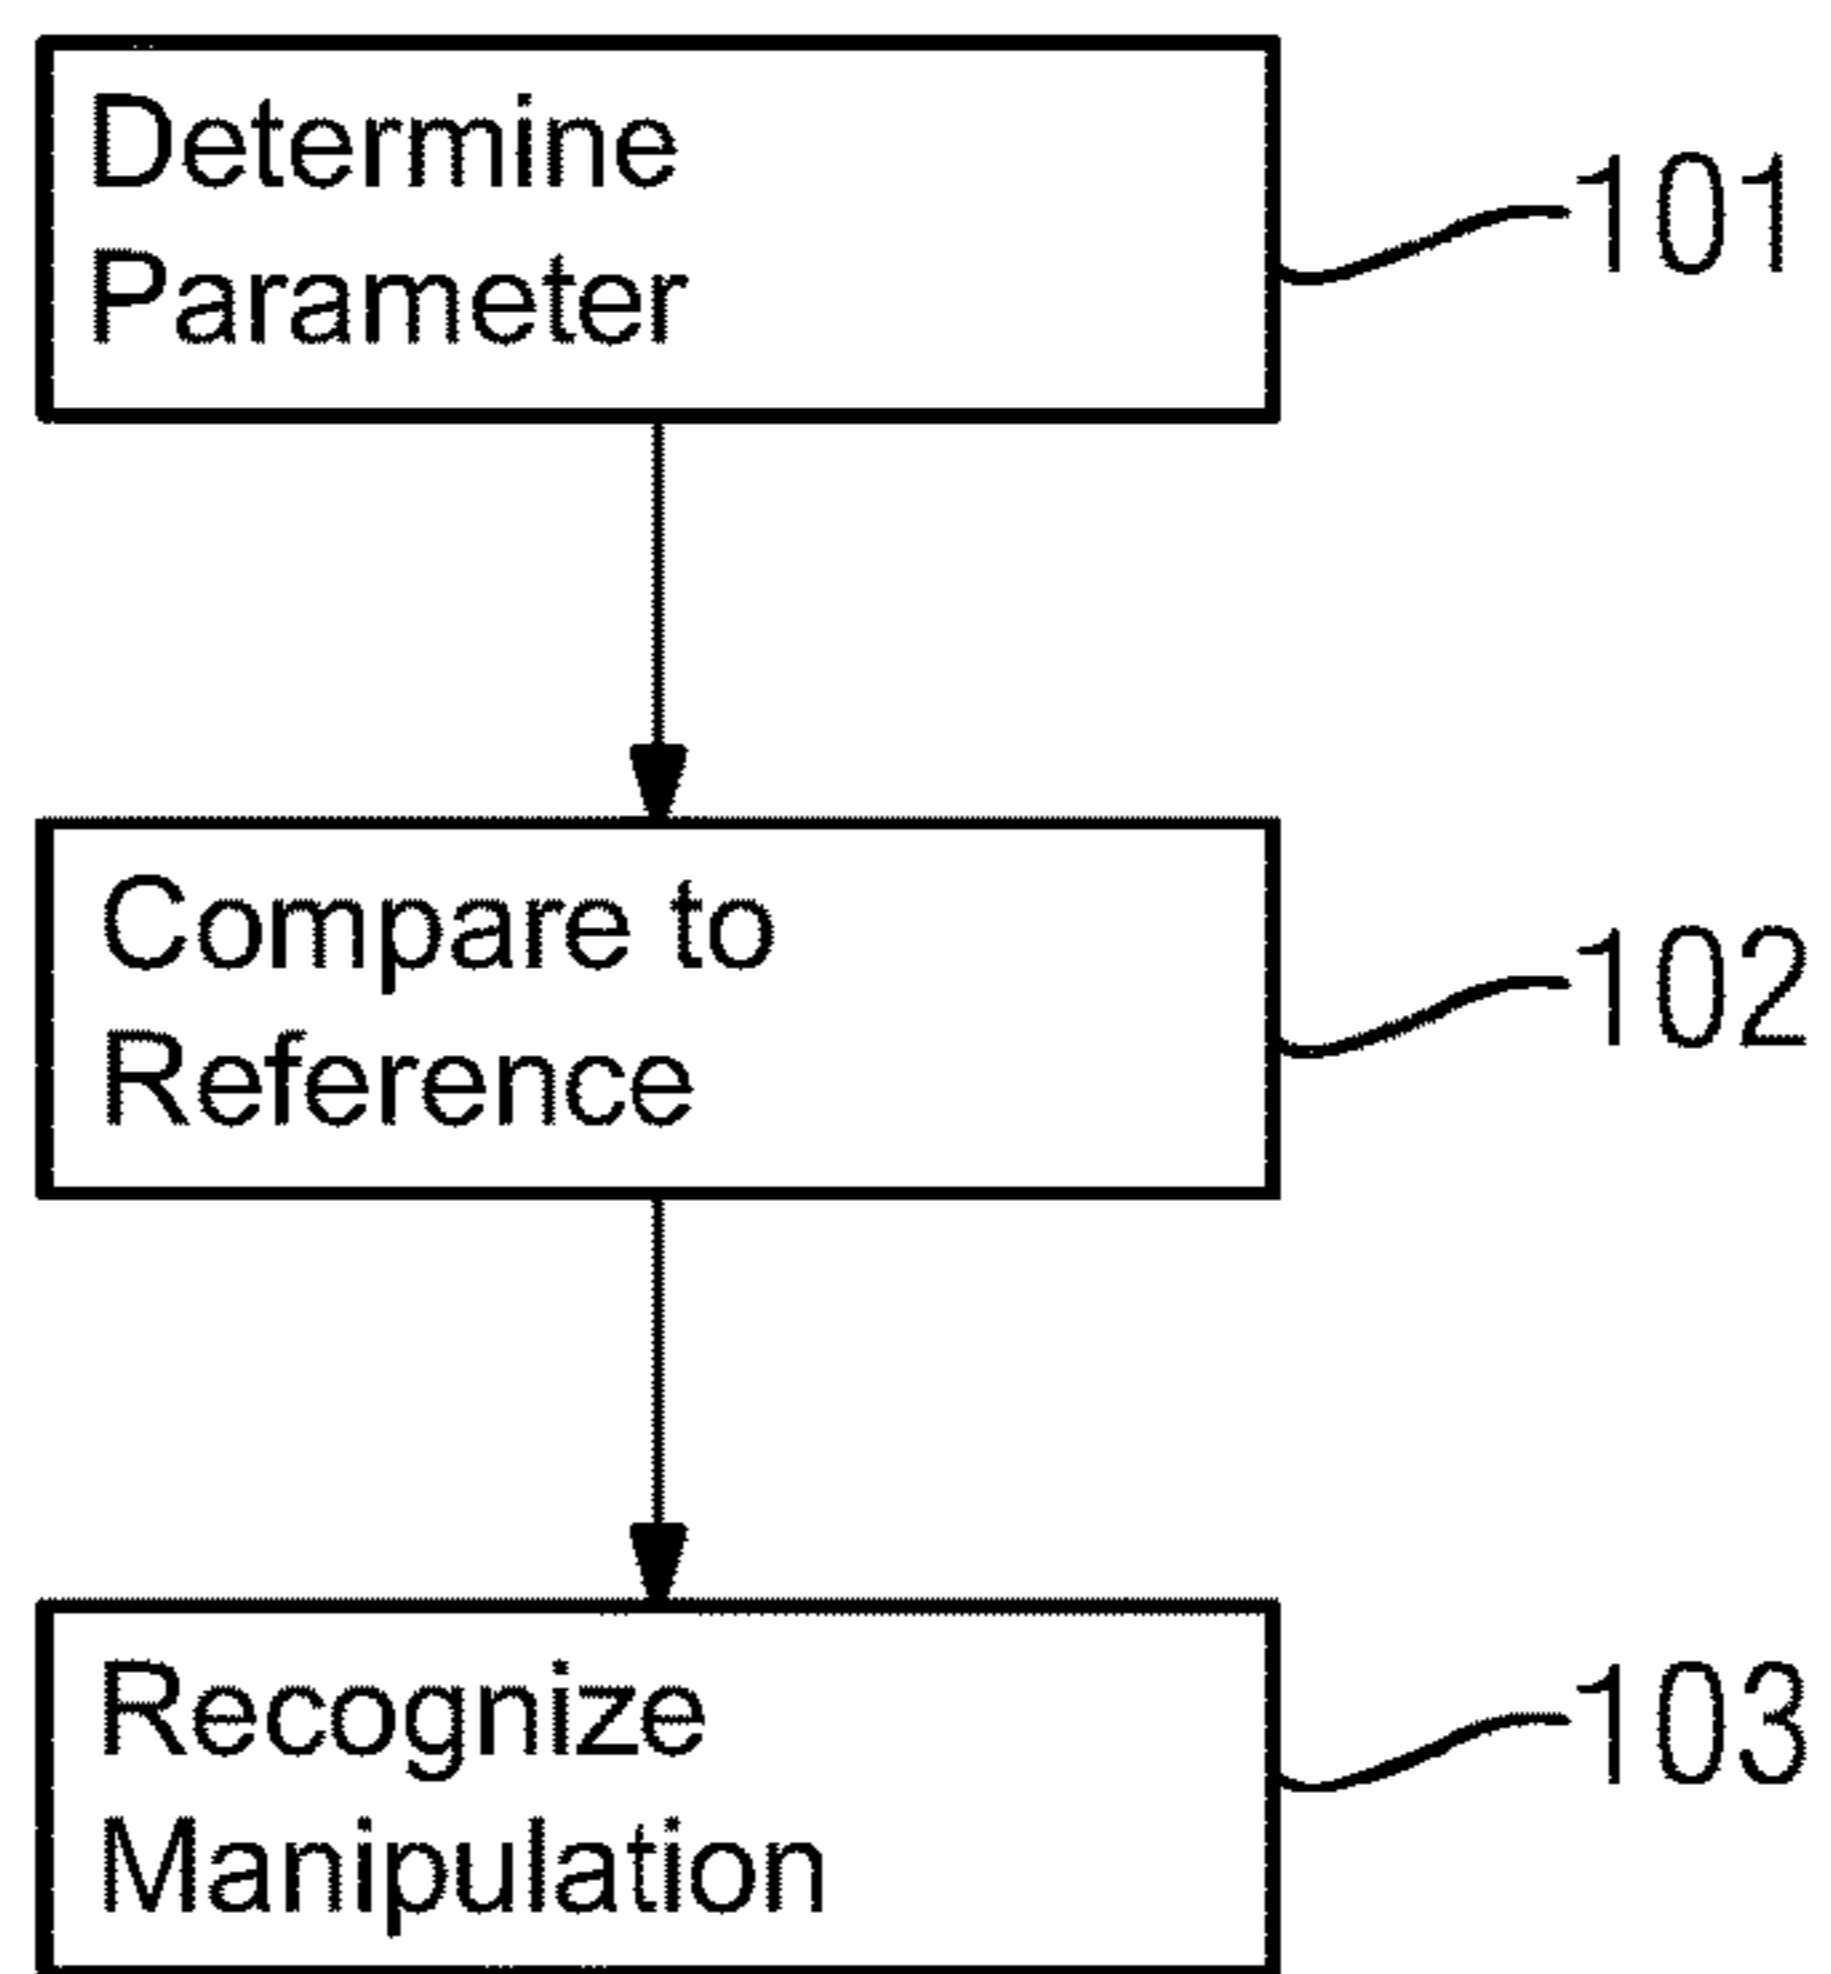 Determine
Parameter
101
Compare to
Reference
102
Recognize
Manipulation
103